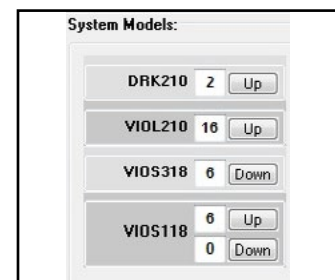 System Models:
DRK210 2 Up
VIOL210 16 Up
VIOS318 6 Down
VIOS118 6 Up
0 Down